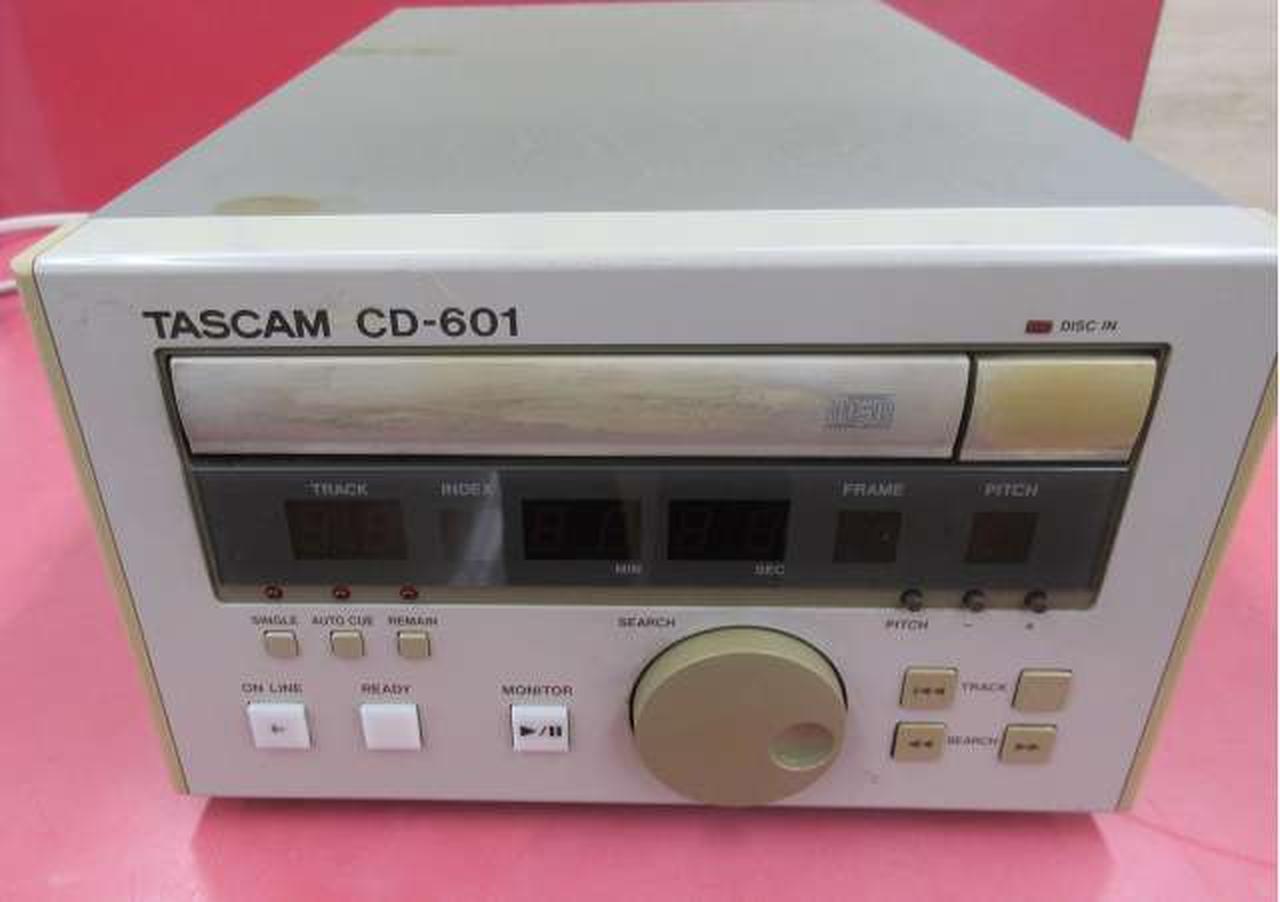 TASCAM CD-601
DISC IN
disc
TRACK INDEX FRAME PITCH
MIN SEC
SINGLE AUTO CUE REMAIN SEARCH PITCH - +
ON LINE READY MONITOR TRACK
SEARCH